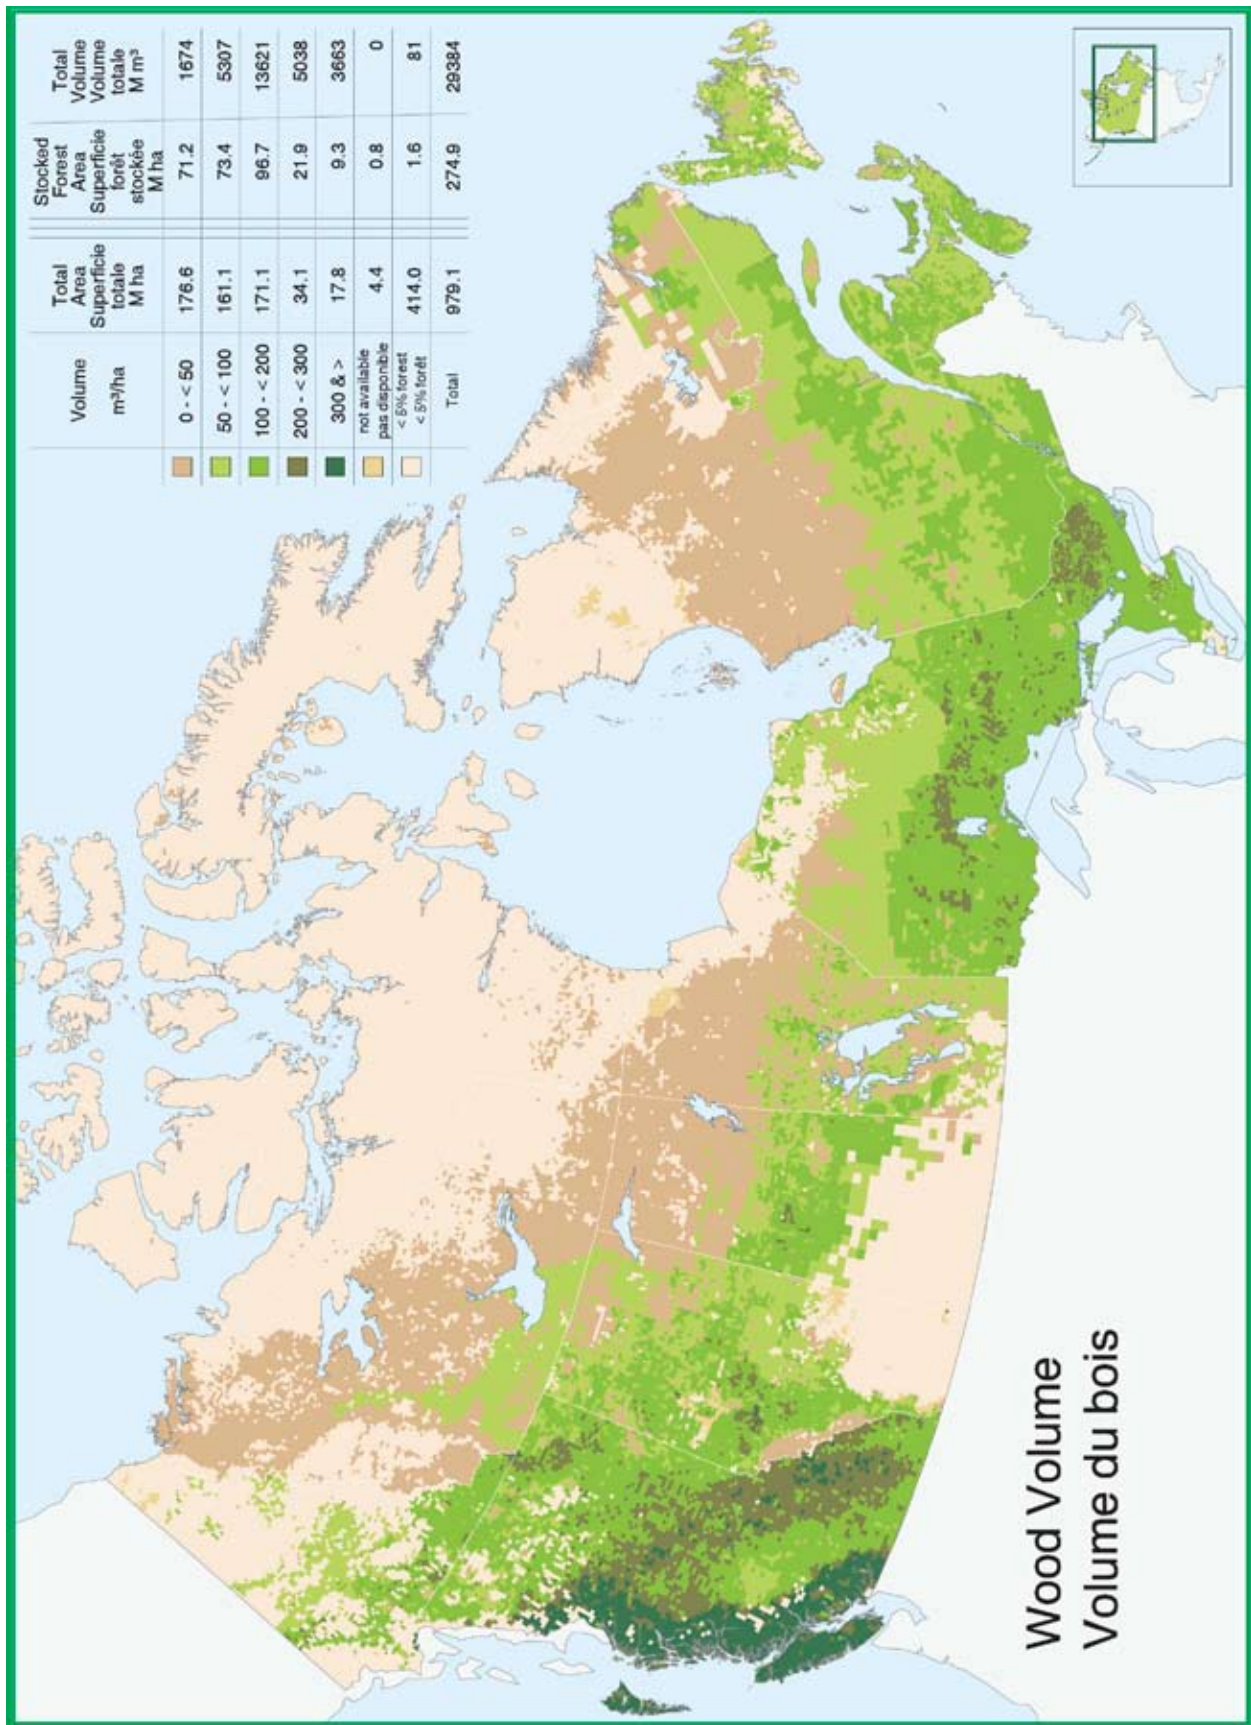 Volume
m³/ha
Total
Area
Superficie
totale
M ha
Stocked
Forest
Area
Superficie
forêt
stockée
M ha
Total
Volume
Volume
totale
M m³
0 - < 50 176.6 71.2 1674
50 - < 100 161.1 73.4 5307
100 - < 200 171.1 96.7 13621
200 - < 300 34.1 21.9 5038
300 & > 17.8 9.3 3663
not available
pas disponible 4.4 0.8 0
< 5% forest
< 5% forêt 414.0 1.6 81
Total 979.1 274.9 29384
Wood Volume
Volume du bois